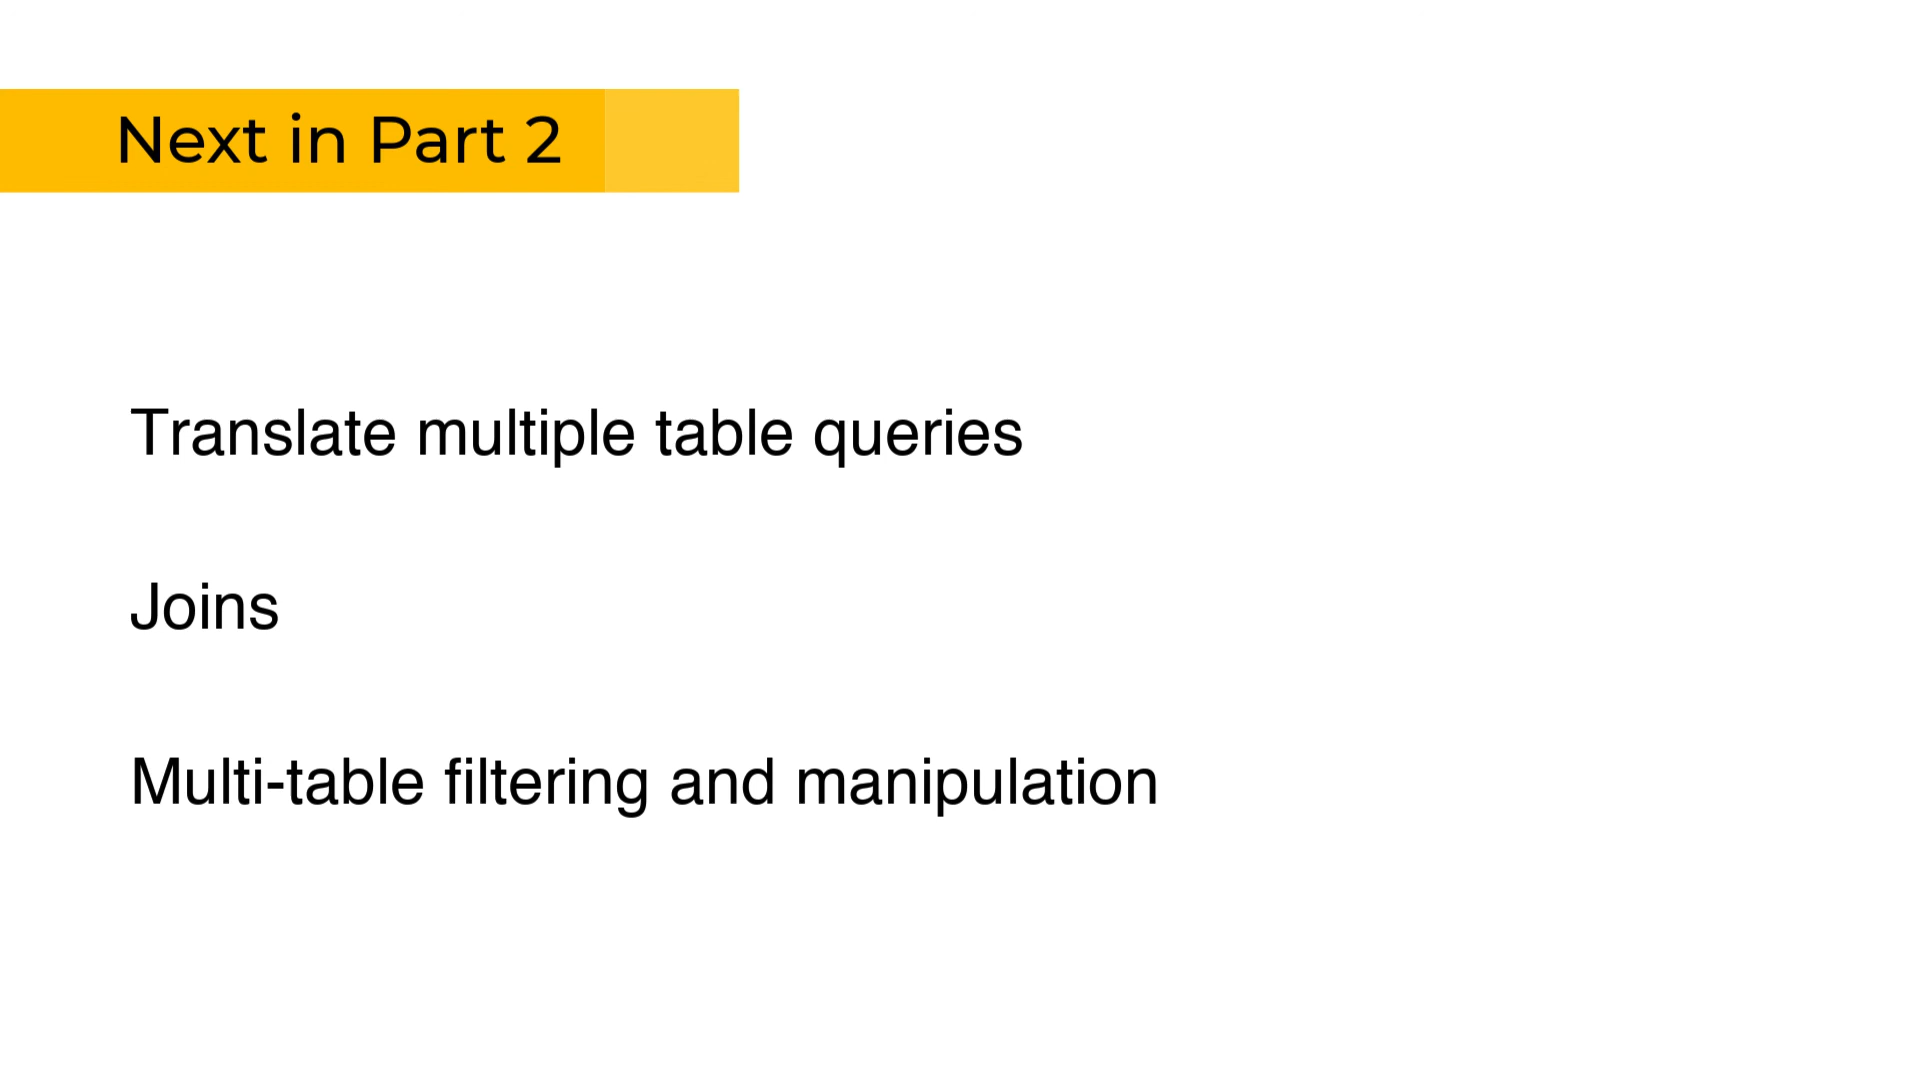 Next in Part 2
Translate multiple table queries
Joins
Multi-table filtering and manipulation